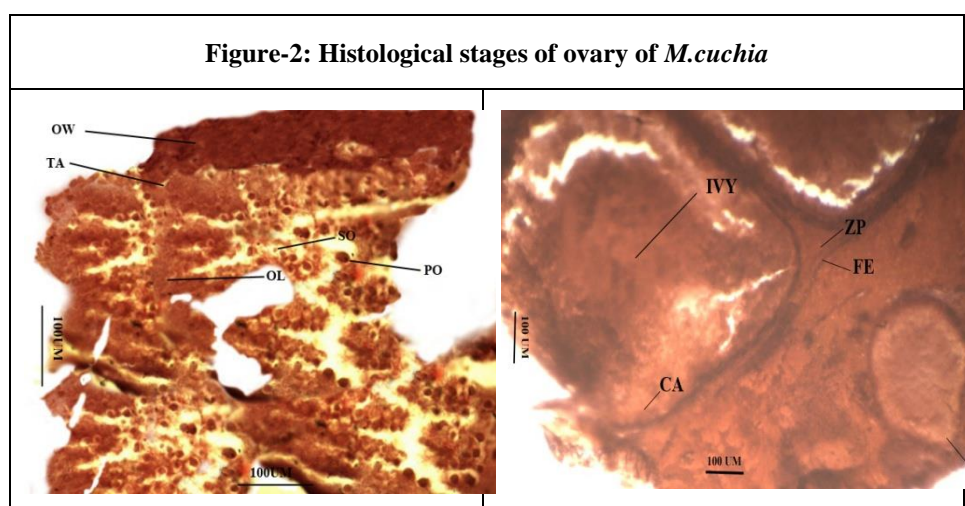 Figure-2: Histological stages of ovary of M.cuchia
OW
TA
SO
PO
OL
100UM
100UM
IVY
ZP
FE
CA
100 UM
100 UM